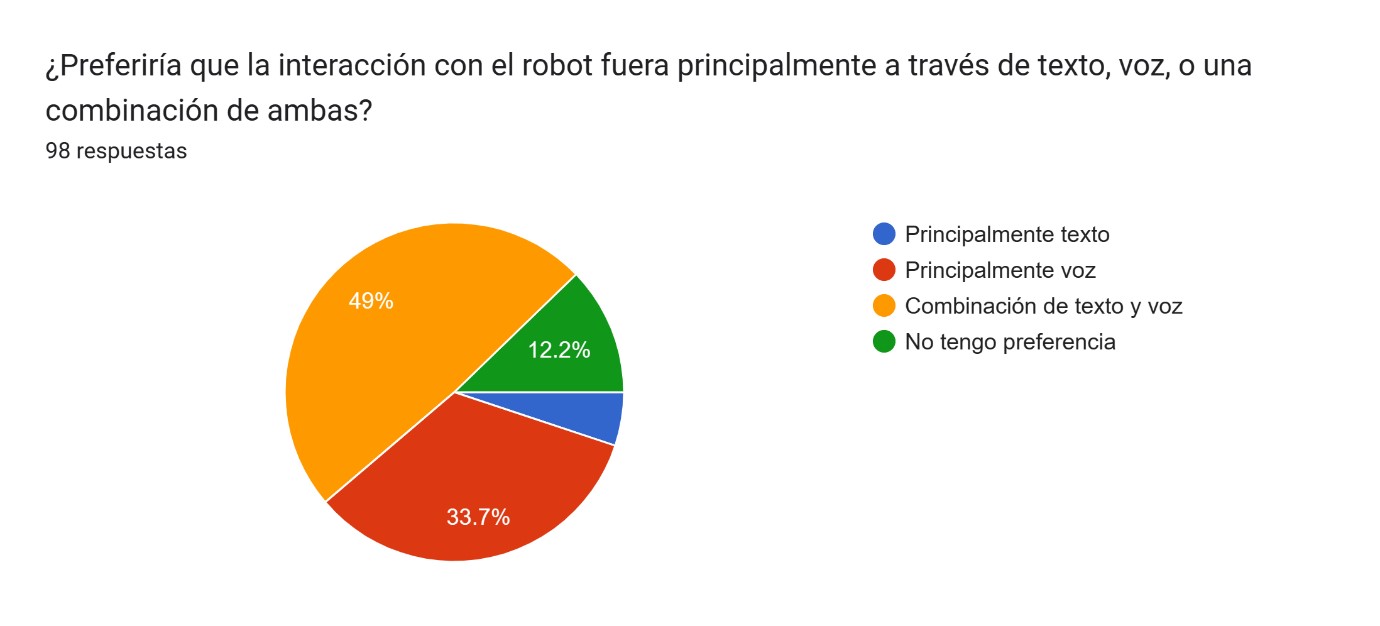 ¿Preferiría que la interacción con el robot fuera principalmente a través de texto, voz, o una
combinación de ambas?
98 respuestas
Principalmente texto
Principalmente voz
Combinación de texto y voz
No tengo preferencia
49%
12.2%
33.7%